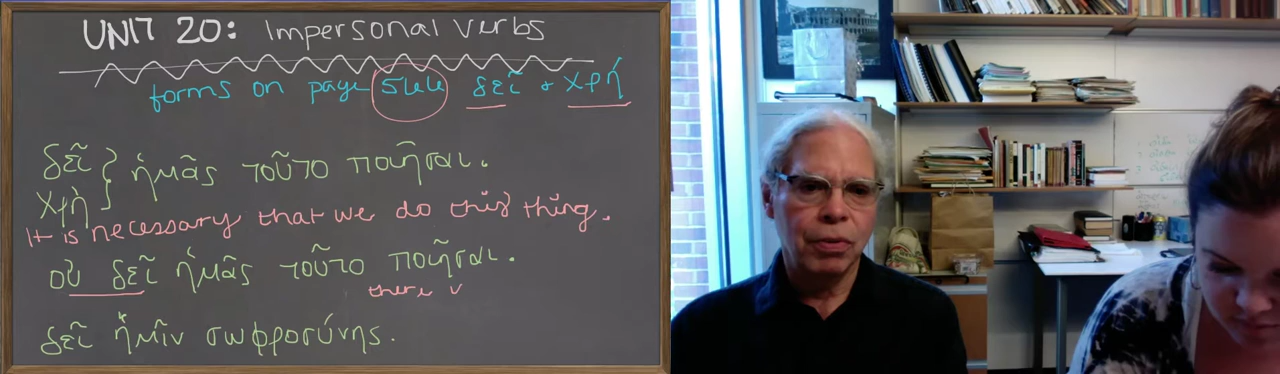 UNIT 20: Impersonal Verbs
forms on page 566 δεῖ + χρή
δεῖ } ἡμᾶς τοῦτο ποιῆσαι.
χρὴ
It is necessary that we do this thing.
οὐ δεῖ ἡμᾶς τοῦτο ποιῆσαι.
there
δεῖ ἡμῖν σωφροσύνης.